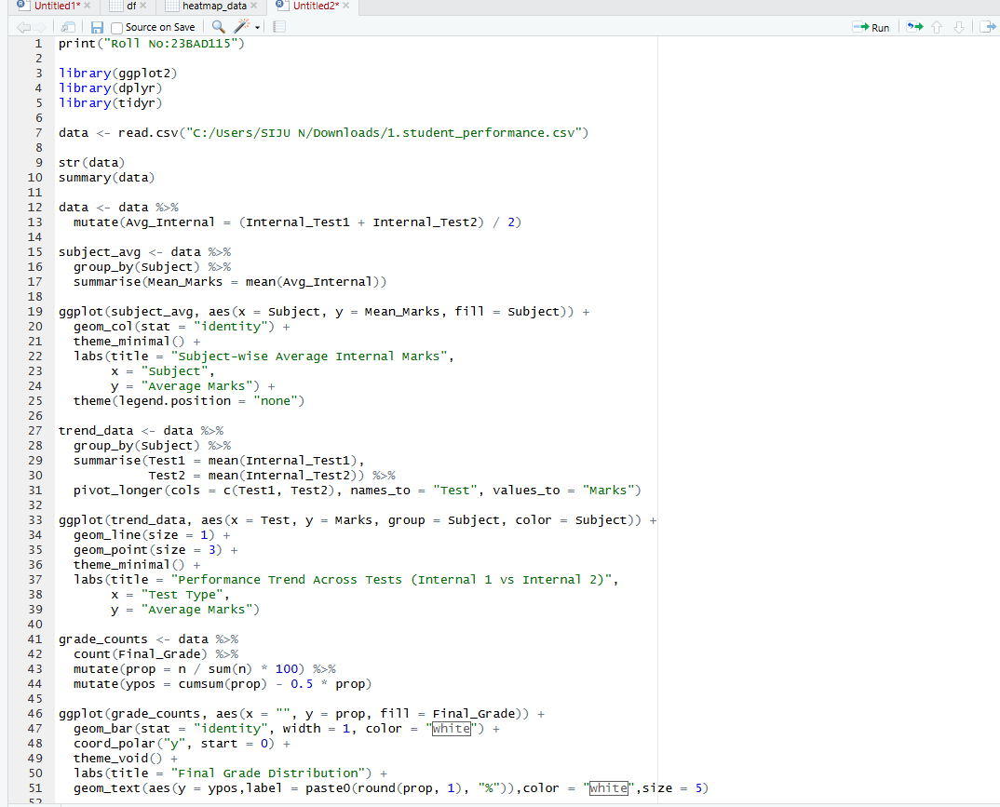 Untitled1* df heatmap_data Untitled2*
Source on Save Run
1 print("Roll No:23BAD115")
2
3 library(ggplot2)
4 library(dplyr)
5 library(tidyr)
6
7 data <- read.csv("C:/Users/SIJU N/Downloads/1.student_performance.csv")
8
9 str(data)
10 summary(data)
11
12 data <- data %>%
13   mutate(Avg_Internal = (Internal_Test1 + Internal_Test2) / 2)
14
15 subject_avg <- data %>%
16   group_by(Subject) %>%
17   summarise(Mean_Marks = mean(Avg_Internal))
18
19 ggplot(subject_avg, aes(x = Subject, y = Mean_Marks, fill = Subject)) +
20   geom_col(stat = "identity") +
21   theme_minimal() +
22   labs(title = "Subject-wise Average Internal Marks",
23        x = "Subject",
24        y = "Average Marks") +
25   theme(legend.position = "none")
26
27 trend_data <- data %>%
28   group_by(Subject) %>%
29   summarise(Test1 = mean(Internal_Test1),
30             Test2 = mean(Internal_Test2)) %>%
31   pivot_longer(cols = c(Test1, Test2), names_to = "Test", values_to = "Marks")
32
33 ggplot(trend_data, aes(x = Test, y = Marks, group = Subject, color = Subject)) +
34   geom_line(size = 1) +
35   geom_point(size = 3) +
36   theme_minimal() +
37   labs(title = "Performance Trend Across Tests (Internal 1 vs Internal 2)",
38        x = "Test Type",
39        y = "Average Marks")
40
41 grade_counts <- data %>%
42   count(Final_Grade) %>%
43   mutate(prop = n / sum(n) * 100) %>%
44   mutate(ypos = cumsum(prop) - 0.5 * prop)
45
46 ggplot(grade_counts, aes(x = "", y = prop, fill = Final_Grade)) +
47   geom_bar(stat = "identity", width = 1, color = "white") +
48   coord_polar("y", start = 0) +
49   theme_void() +
50   labs(title = "Final Grade Distribution") +
51   geom_text(aes(y = ypos,label = paste0(round(prop, 1), "%")),color = "white",size = 5)
52